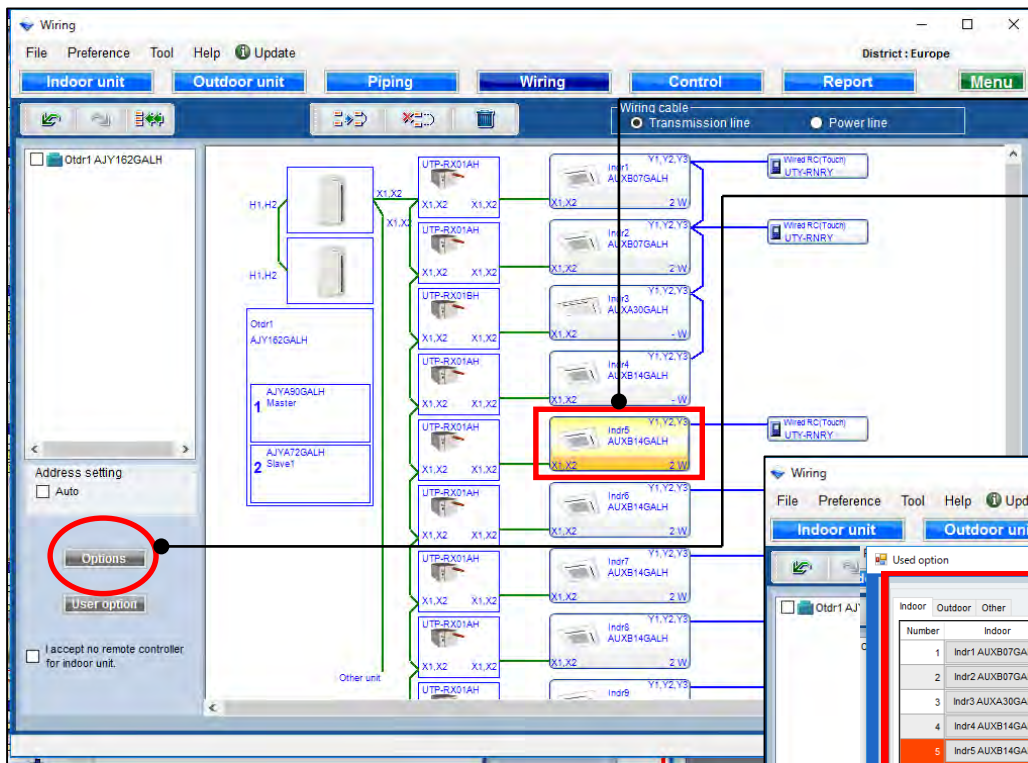 Wiring
File Preference Tool Help Update
District : Europe
Indoor unit Outdoor unit Piping Wiring Control Report Menu
Wiring cable
Transmission line Power line
Otdr1 AJY162GALH
Address setting
Auto
Options
User option
I accept no remote controller
for indoor unit.
H1,H2
H1,H2
X1,X2
X1,X2
Otdr1
AJY162GALH
1 AJYA90GALH
Master
2 AJYA72GALH
Slave1
Other unit
UTP-RX01AH
X1,X2 X1,X2
UTP-RX01AH
X1,X2 X1,X2
UTP-RX01BH
X1,X2 X1,X2
UTP-RX01AH
X1,X2 X1,X2
UTP-RX01AH
X1,X2 X1,X2
UTP-RX01AH
X1,X2 X1,X2
UTP-RX01AH
X1,X2 X1,X2
UTP-RX01AH
X1,X2 X1,X2
UTP-RX01AH
Y1,Y2,Y3
Indr1
AUXB07GALH
X1,X2 2 W
Y1,Y2,Y3
Indr2
AUXB07GALH
X1,X2 2 W
Y1,Y2,Y3
Indr3
AUXA30GALH
X1,X2 - W
Y1,Y2,Y3
Indr4
AUXB14GALH
X1,X2 - W
Y1,Y2,Y3
Indr5
AUXB14GALH
X1,X2 2 W
Y1,Y2,Y3
Indr6
AUXB14GALH
X1,X2 2 W
Y1,Y2,Y3
Indr7
AUXB14GALH
X1,X2 2 W
Y1,Y2,Y3
Indr8
AUXB14GALH
X1,X2 2 W
Y1,Y2,Y3
Indr9
Wired RC(Touch)
UTY-RNRY
Wired RC(Touch)
UTY-RNRY
Wired RC(Touch)
UTY-RNRY
Wiring
File Preference Tool Help Upd
Indoor unit Outdoor uni
Otdr1 AJ
Used option
Indoor Outdoor Other
Number Indoor
1 Indr1 AUXB07GA
2 Indr2 AUXB07GA
3 Indr3 AUXA30GA
4 Indr4 AUXB14GA
5 Indr5 AUXB14GA